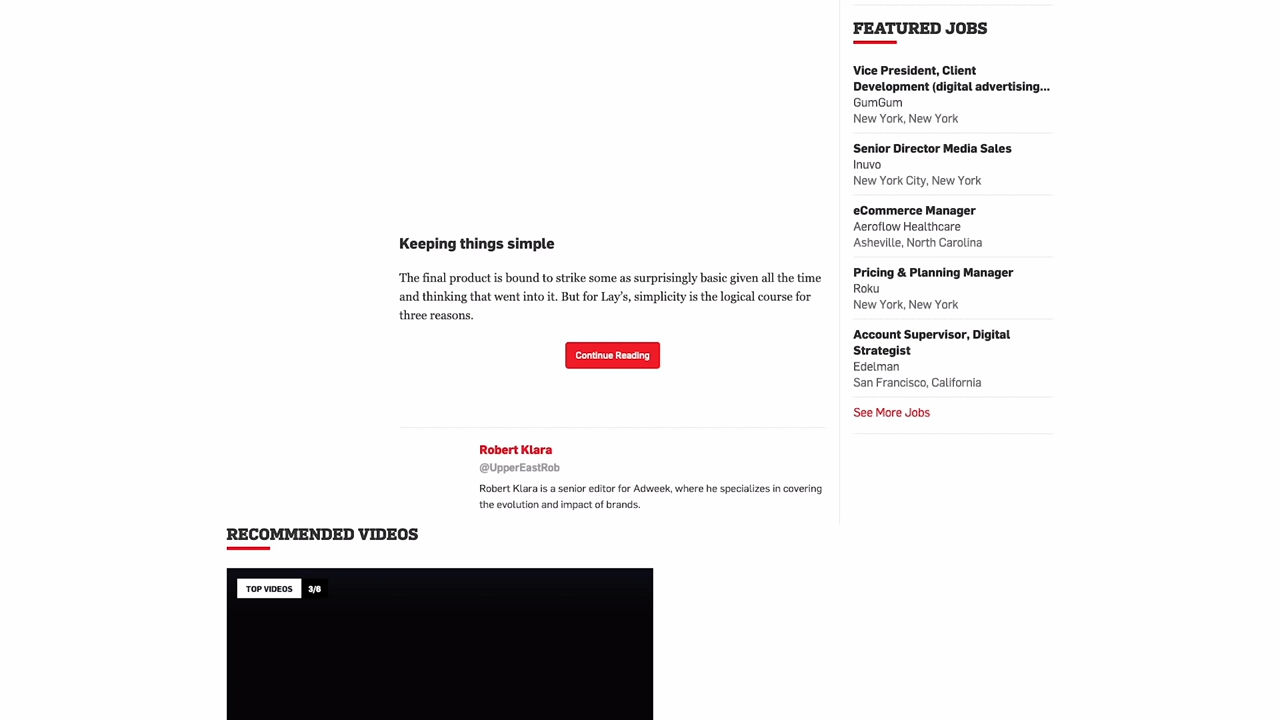 Keeping things simple
The final product is bound to strike some as surprisingly basic given all the time
and thinking that went into it. But for Lay's, simplicity is the logical course for
three reasons.
Continue Reading
Robert Klara
@UpperEastRob
Robert Klara is a senior editor for Adweek, where he specializes in covering
the evolution and impact of brands.
FEATURED JOBS
Vice President, Client
Development (digital advertising...
GumGum
New York, New York
Senior Director Media Sales
Inuvo
New York City, New York
eCommerce Manager
Aeroflow Healthcare
Asheville, North Carolina
Pricing & Planning Manager
Roku
New York, New York
Account Supervisor, Digital
Strategist
Edelman
San Francisco, California
See More Jobs
RECOMMENDED VIDEOS
TOP VIDEOS 3/6